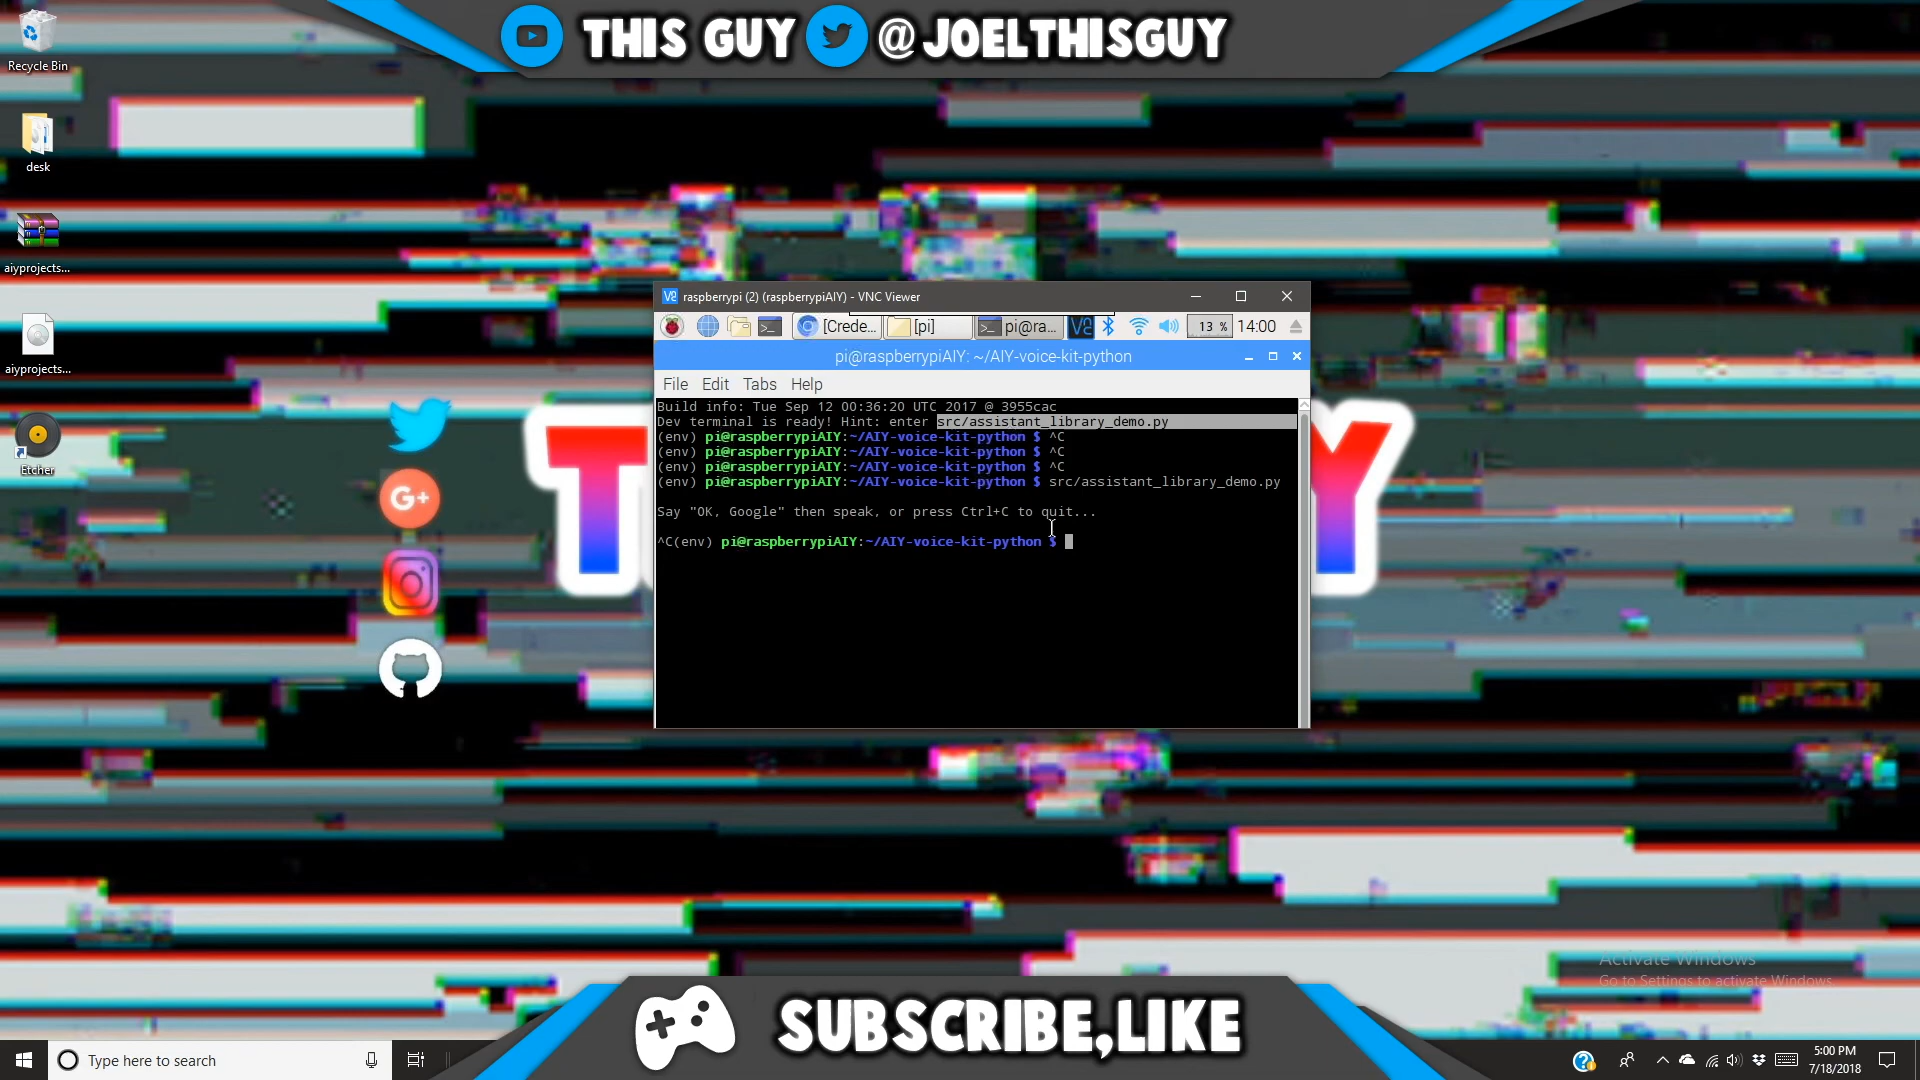 THIS GUY @JOELTHISGUY
Recycle Bin
desk
aiyprojects...
aiyprojects...
Etcher
raspberrypi (2) (raspberrypiAIY) - VNC Viewer
[Crede... [pi] pi@ra... 13 % 14:00
pi@raspberrypiAIY: ~/AIY-voice-kit-python
File Edit Tabs Help
Build info: Tue Sep 12 00:36:20 UTC 2017 @ 3955cac
Dev terminal is ready! Hint: enter src/assistant_library_demo.py
(env) pi@raspberrypiAIY:~/AIY-voice-kit-python $ ^C
(env) pi@raspberrypiAIY:~/AIY-voice-kit-python $ ^C
(env) pi@raspberrypiAIY:~/AIY-voice-kit-python $ ^C
(env) pi@raspberrypiAIY:~/AIY-voice-kit-python $ src/assistant_library_demo.py
Say "OK, Google" then speak, or press Ctrl+C to quit...
^C(env) pi@raspberrypiAIY:~/AIY-voice-kit-python $
T
Y
G+
Activate Windows
Go to Settings to activate Windows.
SUBSCRIBE,LIKE
Type here to search
5:00 PM
7/18/2018